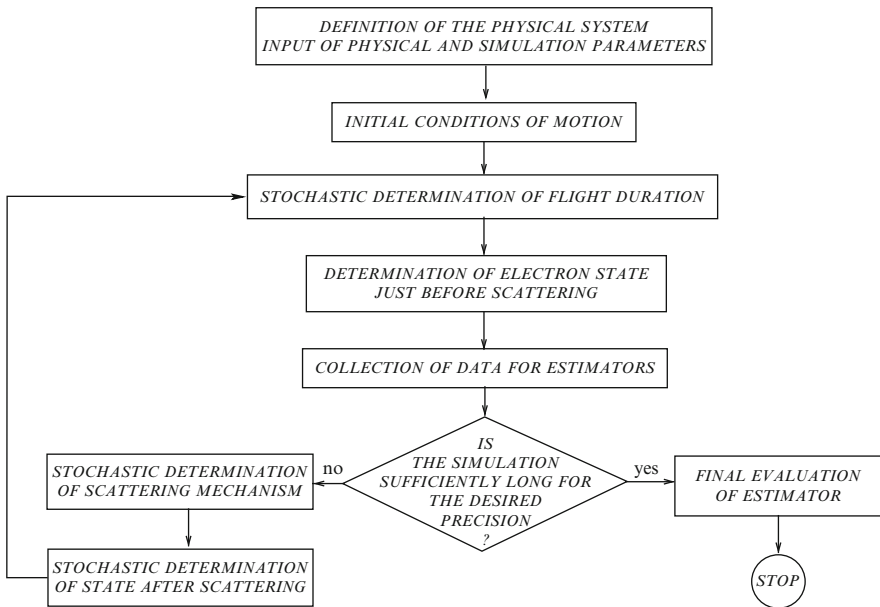 DEFINITION OF THE PHYSICAL SYSTEM
INPUT OF PHYSICAL AND SIMULATION PARAMETERS
INITIAL CONDITIONS OF MOTION
STOCHASTIC DETERMINATION OF FLIGHT DURATION
DETERMINATION OF ELECTRON STATE
JUST BEFORE SCATTERING
COLLECTION OF DATA FOR ESTIMATORS
IS
THE SIMULATION
SUFFICIENTLY LONG FOR
THE DESIRED
PRECISION
?
no
yes
STOCHASTIC DETERMINATION
OF SCATTERING MECHANISM
FINAL EVALUATION
OF ESTIMATOR
STOCHASTIC DETERMINATION
OF STATE AFTER SCATTERING
STOP